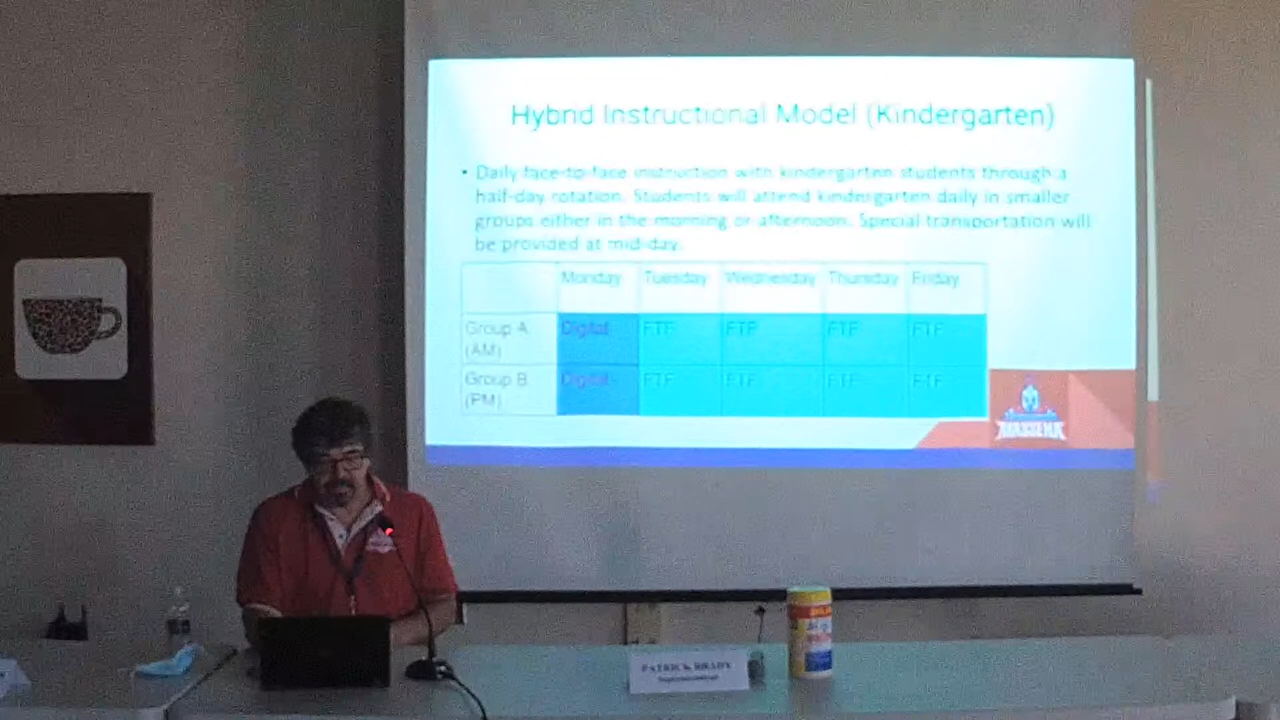 Hybrid Instructional Model (Kindergarten)
• Daily face-to-face instruction with kindergarten students through a
half-day rotation. Students will attend kindergarten daily in smaller
groups either in the morning or afternoon. Special transportation will
be provided at mid-day.
Monday Tuesday Wednesday Thursday Friday
Group A (AM) Digital FTF FTF FTF FTF
Group B (PM) Digital FTF FTF FTF FTF
MASSENA
PATRICK BRADY
Superintendent